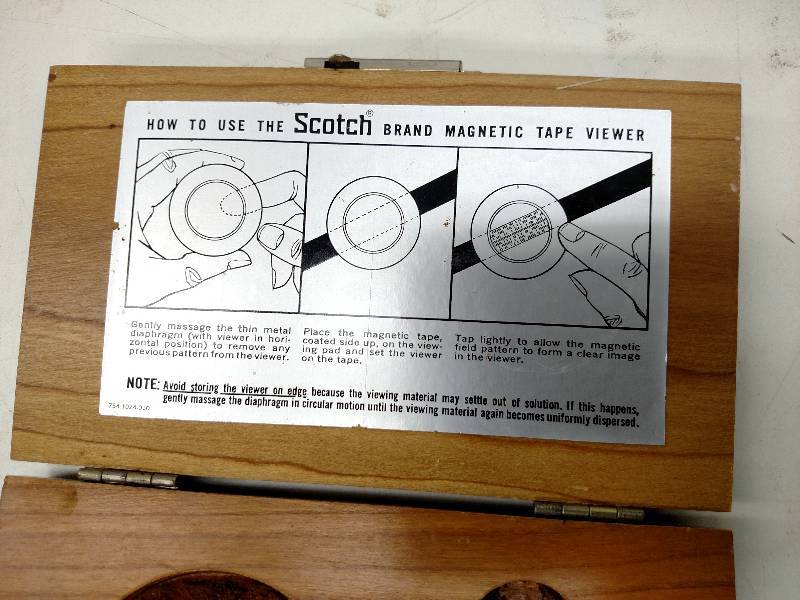 HOW TO USE THE Scotch® BRAND MAGNETIC TAPE VIEWER
Gently massage the thin metal
diaphragm (with viewer in hori-
zontal position) to remove any
previous pattern from the viewer.
Place the magnetic tape,
coated side up, on the view-
ing pad and set the viewer
on the tape.
Tap lightly to allow the magnetic
field pattern to form a clear image
in the viewer.
NOTE: Avoid storing the viewer on edge because the viewing material may settle out of solution. If this happens,
gently massage the diaphragm in circular motion until the viewing material again becomes uniformly dispersed.